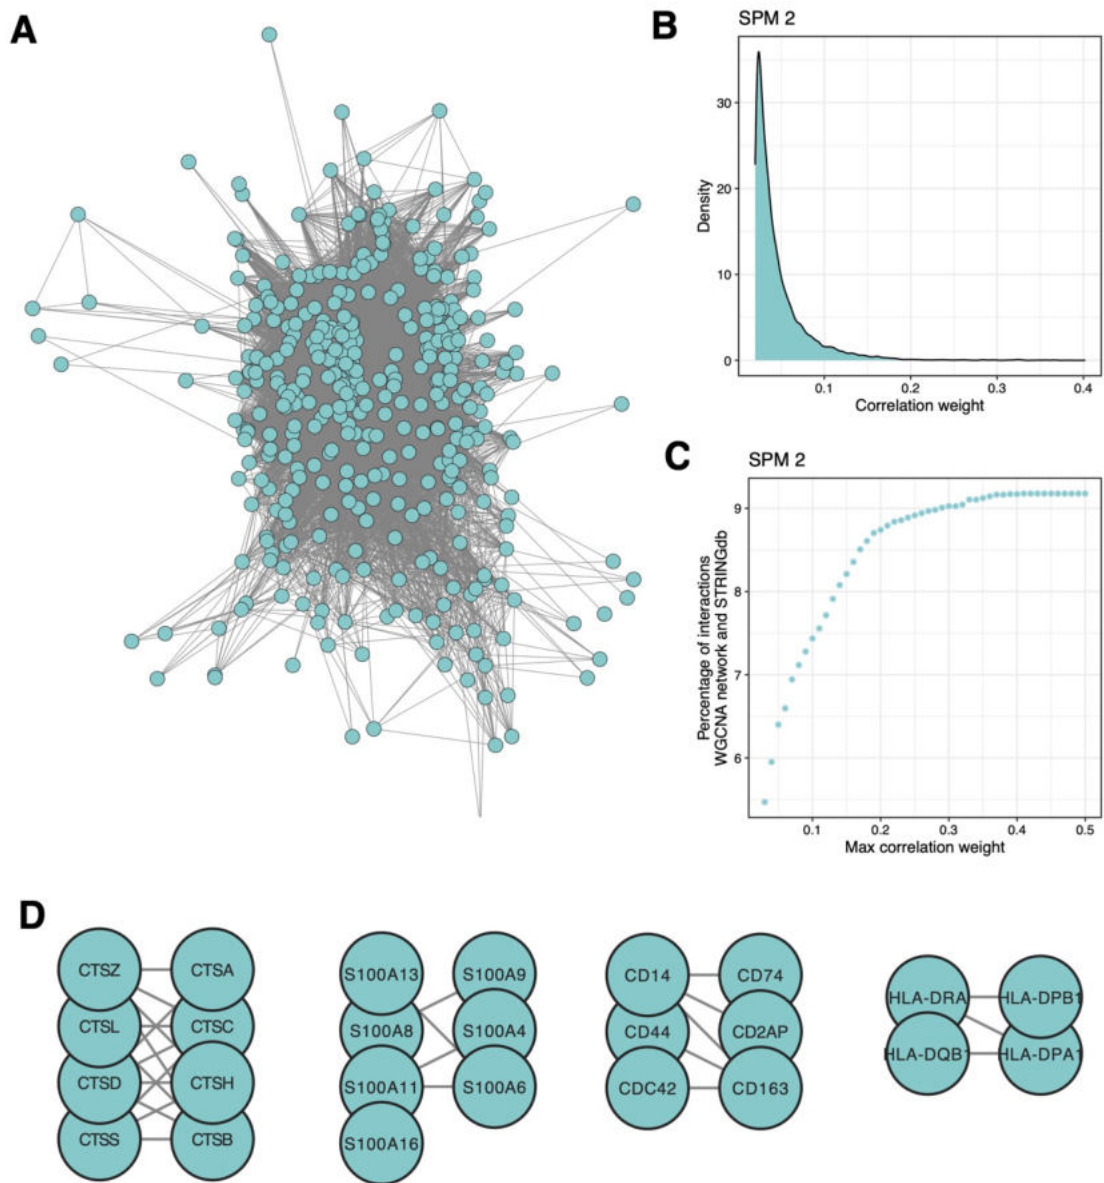 A
B
SPM 2
Density
30
20
10
0
0.1
0.2
0.3
0.4
Correlation weight
C
SPM 2
Percentage of interactions
WGCNA network and STRINGdb
9
8
7
6
0.1
0.2
0.3
0.4
0.5
Max correlation weight
D
CTSZ
CTSA
CTSL
CTSC
CTSD
CTSH
CTSS
CTSB
S100A13
S100A9
S100A8
S100A4
S100A11
S100A6
S100A16
CD14
CD74
CD44
CD2AP
CDC42
CD163
HLA-DRA
HLA-DPB1
HLA-DQB1
HLA-DPA1